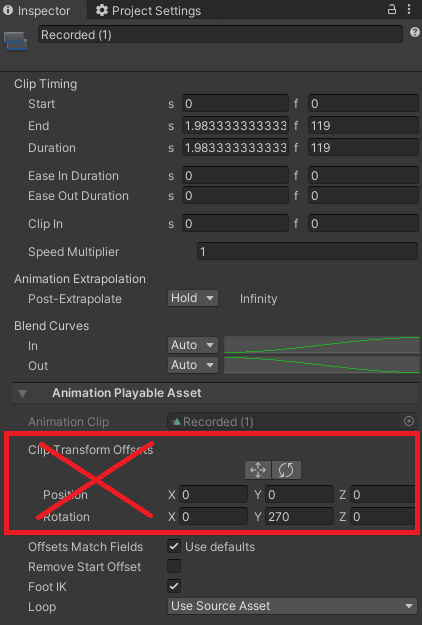 Inspector Project Settings
Recorded (1)
Clip Timing
Start s 0 f 0
End s 1.983333333333 f 119
Duration s 1.983333333333 f 119
Ease In Duration s 0 f 0
Ease Out Duration s 0 f 0
Clip In s 0 f 0
Speed Multiplier 1
Animation Extrapolation
Post-Extrapolate Hold Infinity
Blend Curves
In Auto
Out Auto
Animation Playable Asset
Animation Clip Recorded (1)
Clip Transform Offsets
Position X 0 Y 0 Z 0
Rotation X 0 Y 270 Z 0
Offsets Match Fields Use defaults
Remove Start Offset
Foot IK
Loop Use Source Asset